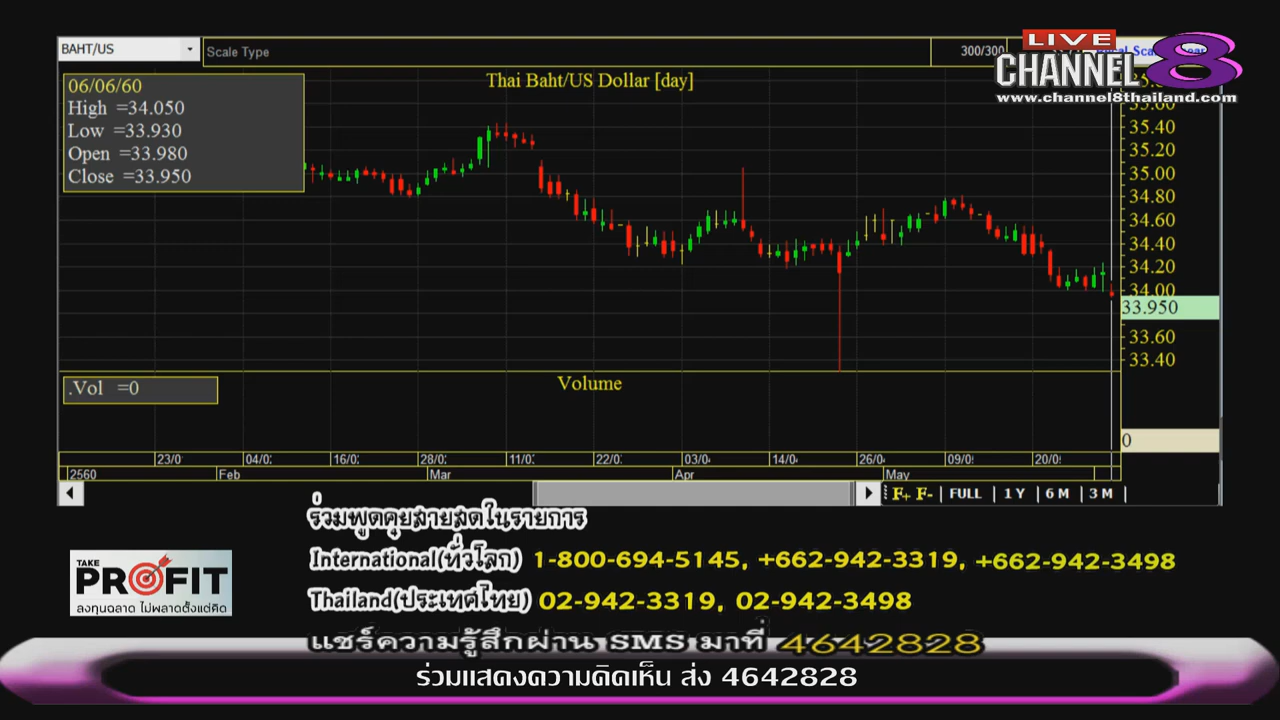 BAHT/US
Scale Type
300/300
LIVE
CHANNEL 8
www.channel8thailand.com
Thai Baht/US Dollar [day]
06/06/60
High =34.050
Low =33.930
Open =33.980
Close =33.950
35.60
35.40
35.20
35.00
34.80
34.60
34.40
34.20
34.00
33.950
33.60
33.40
.Vol =0
Volume
0
23/0 04/0 16/0 28/0 11/0 22/0 03/0 14/0 26/0 09/0 20/0
2560 Feb Mar Apr May
F+ F- FULL 1 Y 6 M 3 M
ร่วมพูดคุยสายสดในรายการ
International(ทั่วโลก) 1-800-694-5145, +662-942-3319, +662-942-3498
Thailand(ประเทศไทย) 02-942-3319, 02-942-3498
TAKE
PROFIT
ลงทุนฉลาด ไม่พลาดตั้งแต่คิด
แชร์ความรู้สึกผ่าน SMS มาที่ 4642828
ร่วมแสดงความคิดเห็น ส่ง 4642828